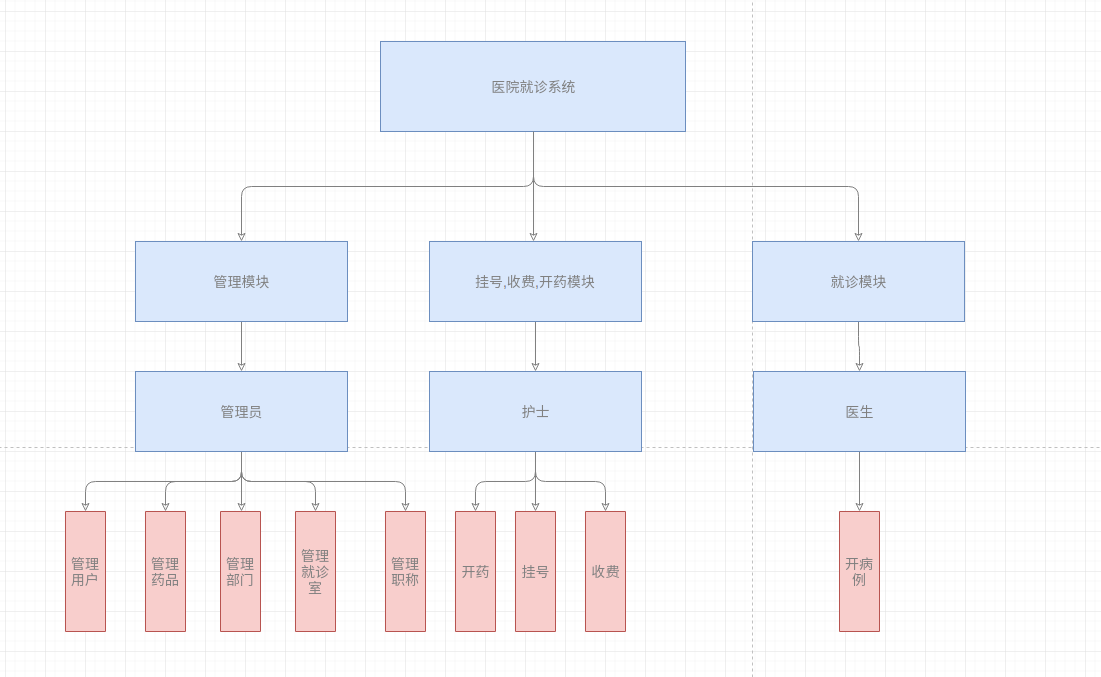 医院就诊系统
管理模块
挂号,收费,开药模块
就诊模块
管理员
护士
医生
管理
用户
管理
药品
管理
部门
管理
就诊
室
管理
职称
开药
挂号
收费
开病
例